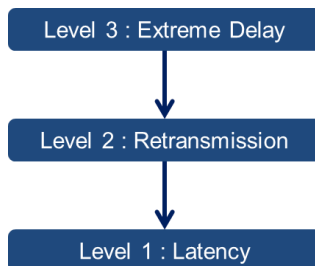 Level 3 : Extreme Delay
Level 2 : Retransmission
Level 1 : Latency